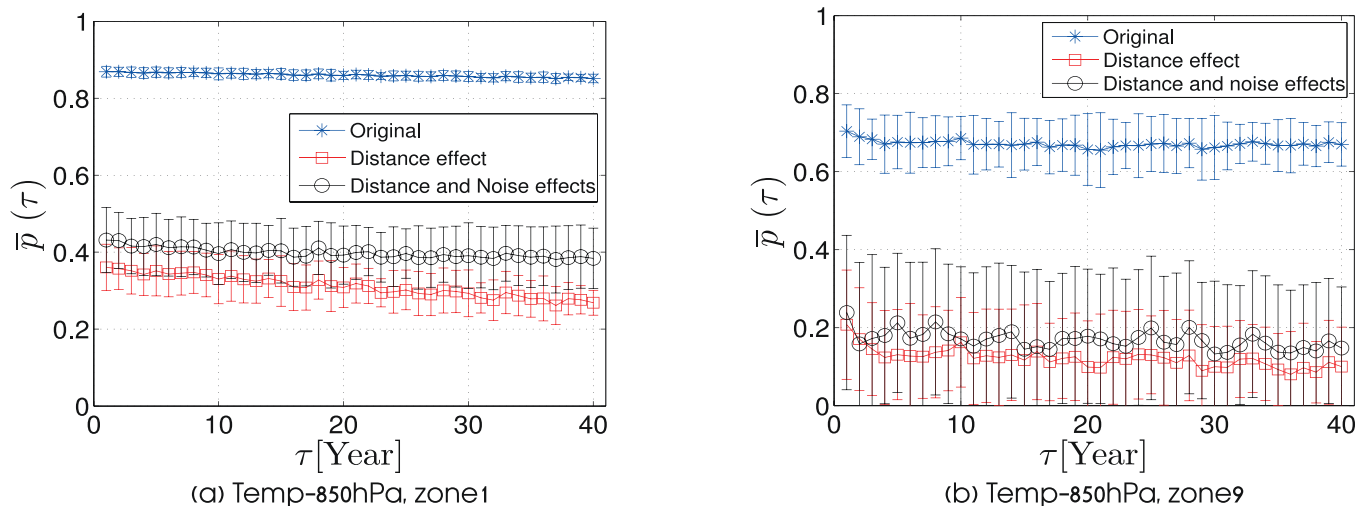 1
0.8
0.6
0.4
0.2
0
p̅ (τ)
Original
Distance effect
Distance and Noise effects
0 10 20 30 40
τ[Year]
(a) Temp-850hPa, zone1
1
0.8
0.6
0.4
0.2
0
p̅ (τ)
Original
Distance effect
Distance and noise effects
0 10 20 30 40
τ[Year]
(b) Temp-850hPa, zone9